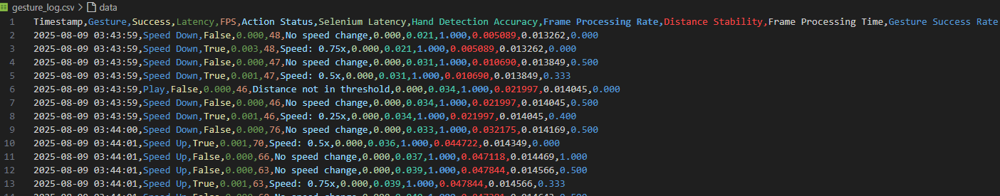 gesture_log.csv > data
1 Timestamp,Gesture,Success,Latency,FPS,Action Status,Selenium Latency,Hand Detection Accuracy,Frame Processing Rate,Distance Stability,Frame Processing Time,Gesture Success Rate
2 2025-08-09 03:43:59,Speed Down,False,0.000,48,No speed change,0.000,0.021,1.000,0.005089,0.013262,0.000
3 2025-08-09 03:43:59,Speed Down,True,0.003,48,Speed: 0.75x,0.000,0.021,1.000,0.005089,0.013262,0.000
4 2025-08-09 03:43:59,Speed Down,False,0.000,47,No speed change,0.000,0.031,1.000,0.010690,0.013849,0.500
5 2025-08-09 03:43:59,Speed Down,True,0.001,47,Speed: 0.5x,0.000,0.031,1.000,0.010690,0.013849,0.333
6 2025-08-09 03:43:59,Play,False,0.000,46,Distance not in threshold,0.000,0.034,1.000,0.021997,0.014045,0.000
7 2025-08-09 03:43:59,Speed Down,False,0.000,46,No speed change,0.000,0.034,1.000,0.021997,0.014045,0.500
8 2025-08-09 03:43:59,Speed Down,True,0.001,46,Speed: 0.25x,0.000,0.034,1.000,0.021997,0.014045,0.400
9 2025-08-09 03:44:00,Speed Down,False,0.000,76,No speed change,0.000,0.033,1.000,0.032175,0.014169,0.500
10 2025-08-09 03:44:01,Speed Up,True,0.001,70,Speed: 0.5x,0.000,0.036,1.000,0.044722,0.014349,0.000
11 2025-08-09 03:44:01,Speed Up,False,0.000,66,No speed change,0.000,0.037,1.000,0.047118,0.014469,1.000
12 2025-08-09 03:44:01,Speed Up,False,0.000,63,No speed change,0.000,0.039,1.000,0.047844,0.014566,0.500
13 2025-08-09 03:44:01,Speed Up,True,0.001,63,Speed: 0.75x,0.000,0.039,1.000,0.047844,0.014566,0.333